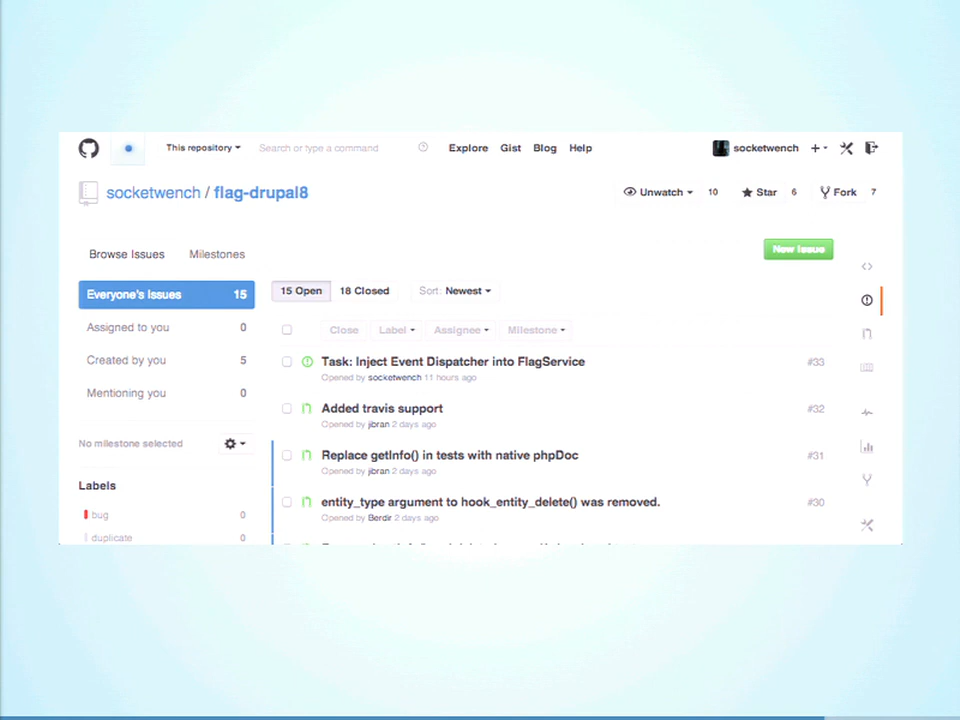 This repository Search or type a command Explore Gist Blog Help socketwench
socketwench / flag-drupal8 Unwatch 10 Star 6 Fork 7
Browse Issues Milestones New Issue
Everyone's Issues 15 15 Open 18 Closed Sort: Newest
Assigned to you 0 Close Label Assignee Milestone
Created by you 5 Task: Inject Event Dispatcher into FlagService #33
Opened by socketwench 11 hours ago
Mentioning you 0
Added travis support #32
Opened by jibran 2 days ago
No milestone selected
Replace getInfo() in tests with native phpDoc #31
Opened by jibran 2 days ago
Labels
entity_type argument to hook_entity_delete() was removed. #30
bug 0 Opened by Berdir 2 days ago
duplicate 0